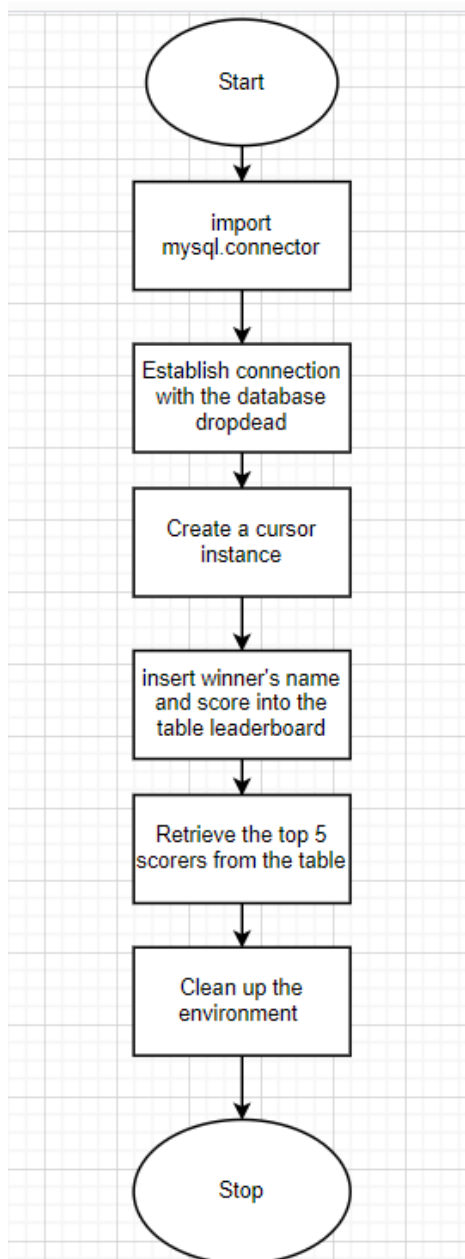 Start
import
mysql.connector
Establish connection
with the database
dropdead
Create a cursor
instance
insert winner's name
and score into the
table leaderboard
Retrieve the top 5
scorers from the table
Clean up the
environment
Stop